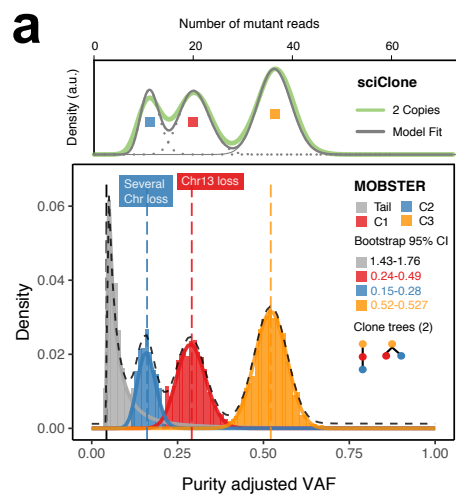 a
Number of mutant reads
0 20 40 60
Density (a.u.)
sciClone
2 Copies
Model Fit
Several
Chr loss
Chr13 loss
MOBSTER
Tail C2
C1 C3
Bootstrap 95% CI
1.43-1.76
0.24-0.49
0.15-0.28
0.52-0.527
Clone trees (2)
Density
0.06
0.04
0.02
0.00
0.00 0.25 0.50 0.75 1.00
Purity adjusted VAF